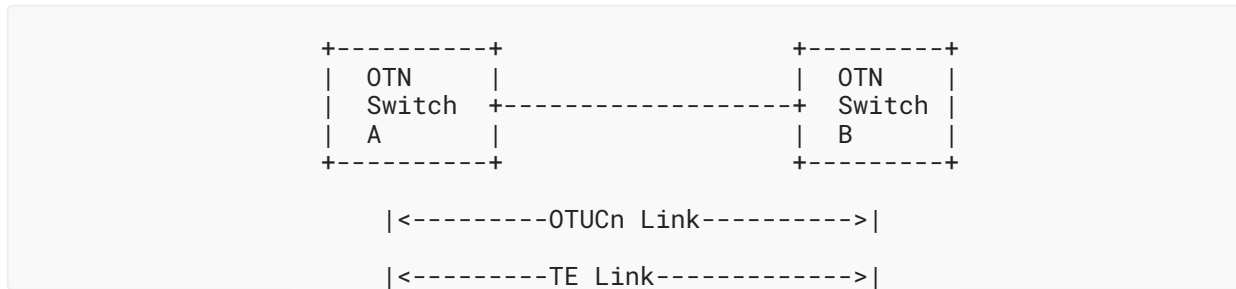 +----------+                   +---------+
|  OTN     |                   |  OTN    |
|  Switch  +-------------------+  Switch |
|  A       |                   |  B      |
+----------+                   +---------+
|<---------OTUCn Link---------->|
|<---------TE Link------------->|